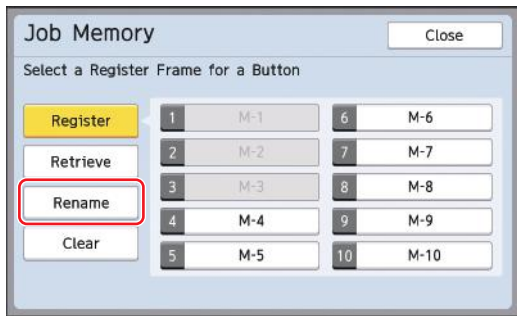 Job Memory
Close
Select a Register Frame for a Button
Register
1 M-1
6 M-6
Retrieve
2 M-2
7 M-7
Rename
3 M-3
8 M-8
Clear
4 M-4
9 M-9
5 M-5
10 M-10